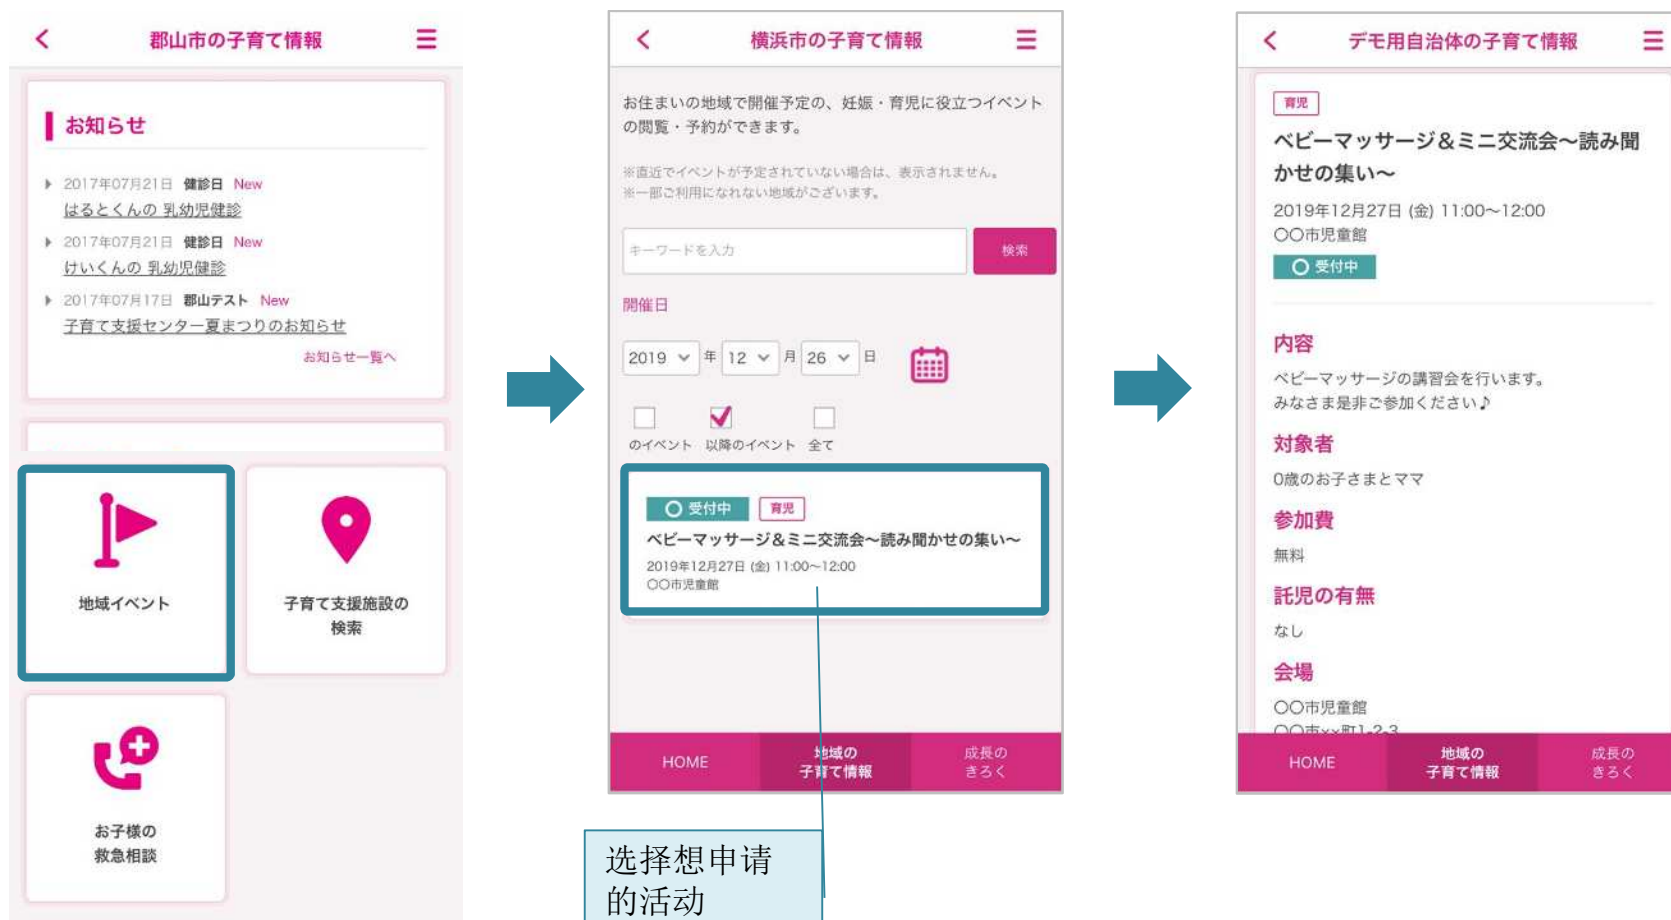 郡山市の子育て情報
お知らせ
2017年07月21日 健診日 New
はるとくんの 乳幼児健診
2017年07月21日 健診日 New
けいくんの 乳幼児健診
2017年07月17日 郡山テスト New
子育て支援センター夏まつりのお知らせ
お知らせ一覧へ
地域イベント
子育て支援施設の
検索
お子様の
救急相談
横浜市の子育て情報
お住まいの地域で開催予定の、妊娠・育児に役立つイベント
の閲覧・予約ができます。
※直近でイベントが予定されていない場合は、表示されません。
※一部ご利用になれない地域がございます。
キーワードを入力 検索
開催日
2019 年 12 月 26 日
のイベント 以降のイベント 全て
受付中 育児
ベビーマッサージ&ミニ交流会～読み聞かせの集い～
2019年12月27日 (金) 11:00～12:00
〇〇市児童館
HOME
地域の
子育て情報
成長の
きろく
选择想申请
的活动
デモ用自治体の子育て情報
育児
ベビーマッサージ&ミニ交流会～読み聞
かせの集い～
2019年12月27日 (金) 11:00～12:00
〇〇市児童館
受付中
内容
ベビーマッサージの講習会を行います。
みなさま是非ご参加ください♪
対象者
0歳のお子さまとママ
参加費
無料
託児の有無
なし
会場
〇〇市児童館
〇〇市××町1-2-3
HOME
地域の
子育て情報
成長の
きろく